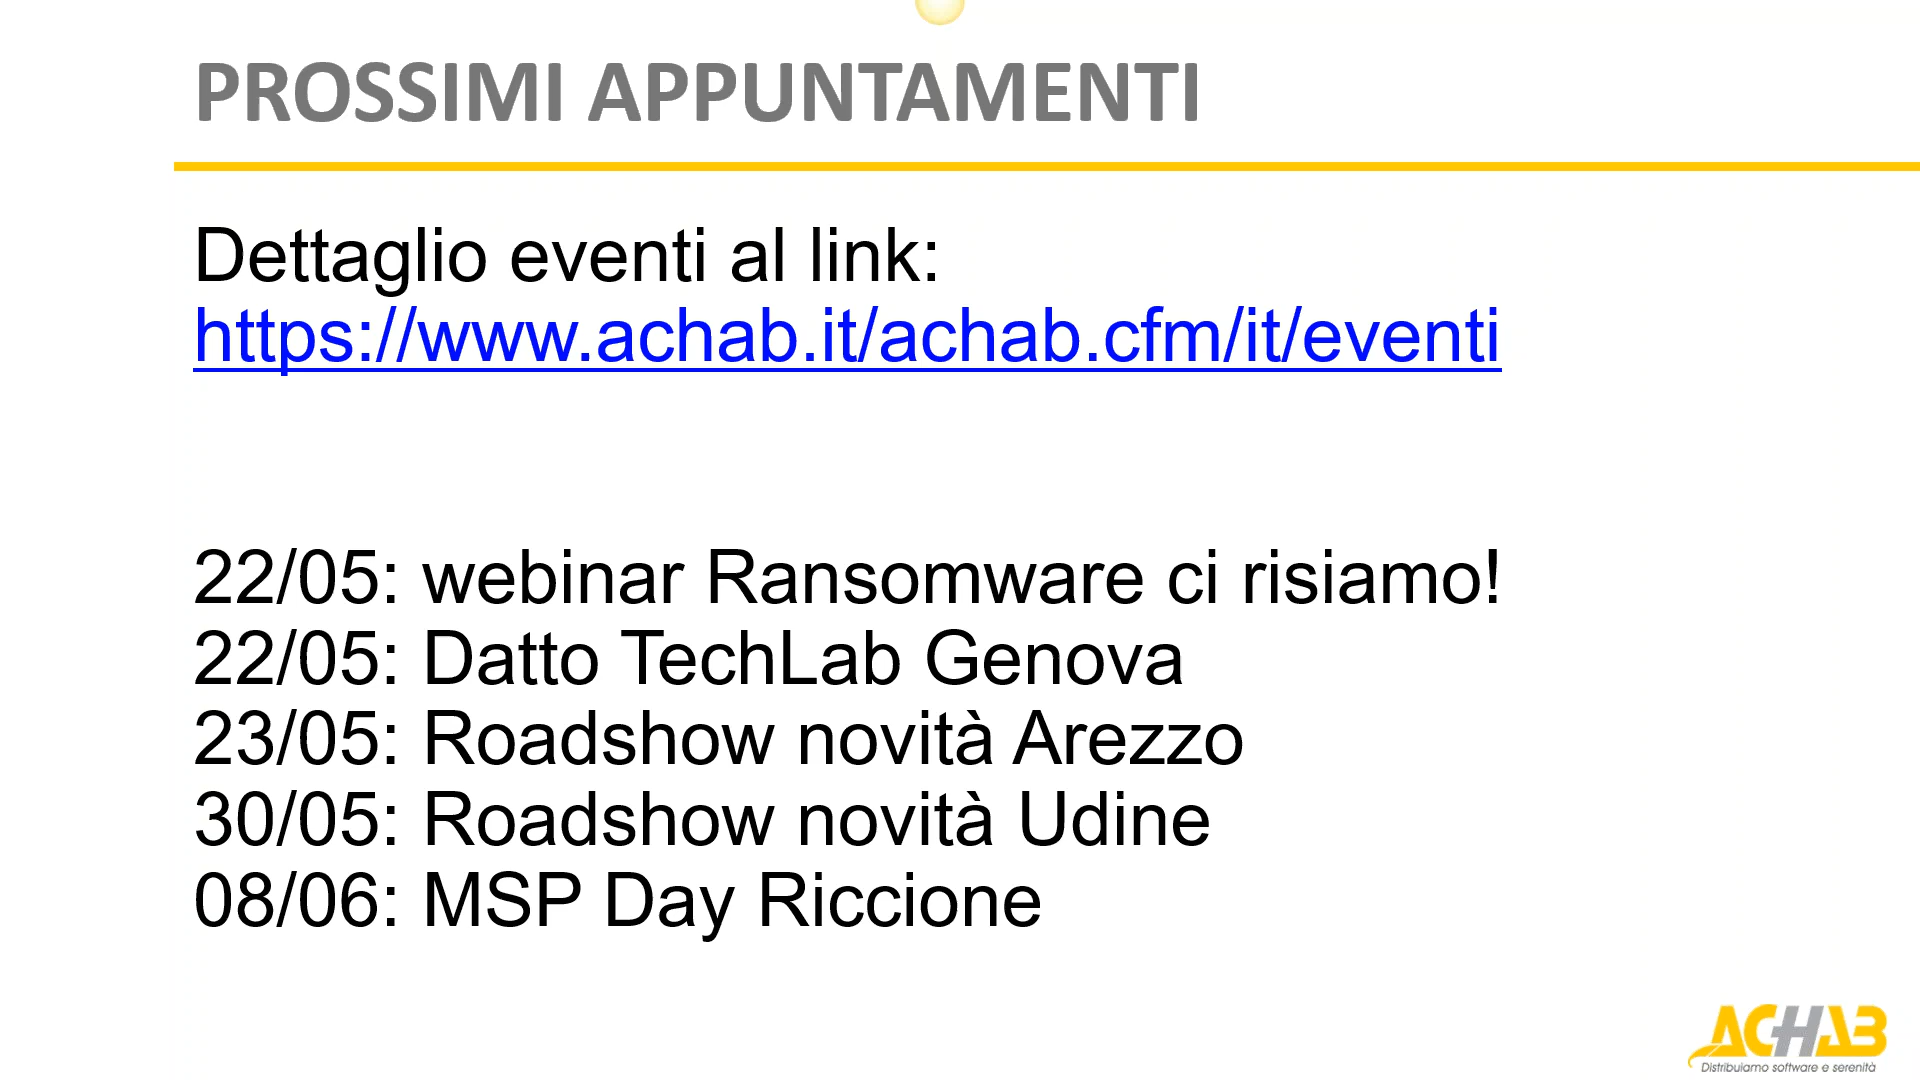 PROSSIMI APPUNTAMENTI
Dettaglio eventi al link:
https://www.achab.it/achab.cfm/it/eventi
22/05: webinar Ransomware ci risiamo!
22/05: Datto TechLab Genova
23/05: Roadshow novità Arezzo
30/05: Roadshow novità Udine
08/06: MSP Day Riccione
ACHAB
Distribuiamo software e serenità